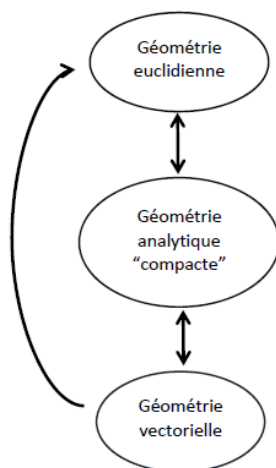 Géométrie
euclidienne
Géométrie
analytique
“compacte”
Géométrie
vectorielle